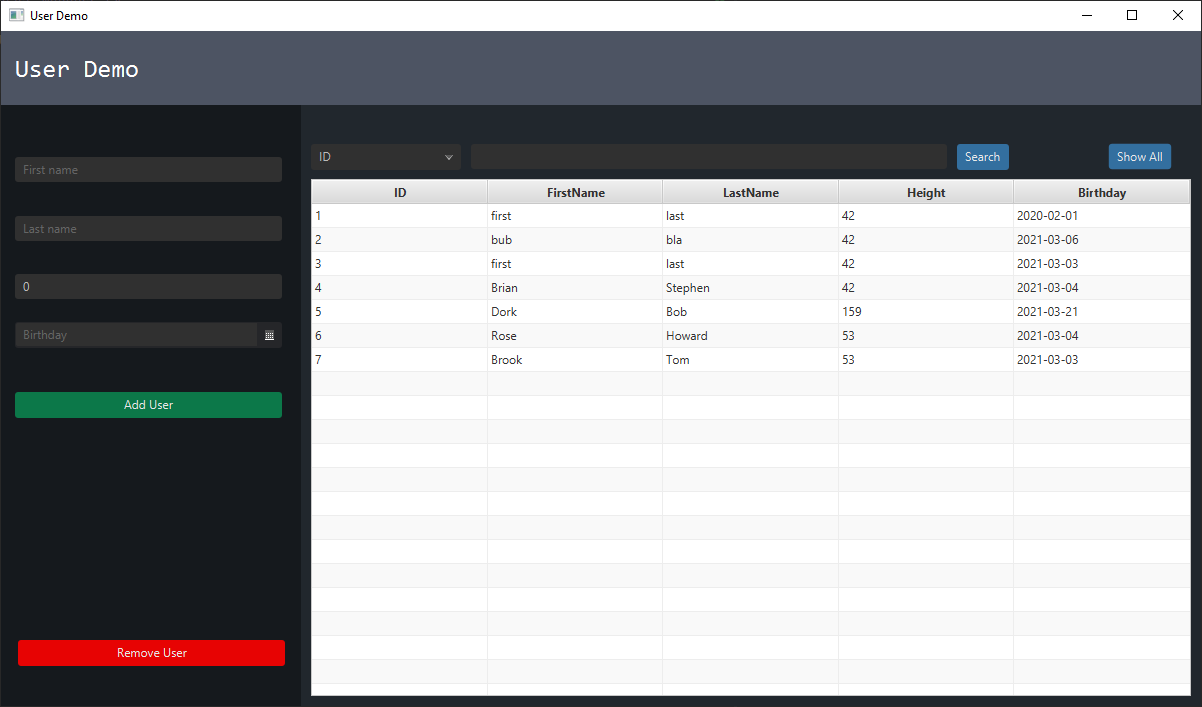 User Demo
User Demo
First name
Last name
0
Birthday
Add User
Remove User
ID Search Show All
ID FirstName LastName Height Birthday
1 first last 42 2020-02-01
2 bub bla 42 2021-03-06
3 first last 42 2021-03-03
4 Brian Stephen 42 2021-03-04
5 Dork Bob 159 2021-03-21
6 Rose Howard 53 2021-03-04
7 Brook Tom 53 2021-03-03